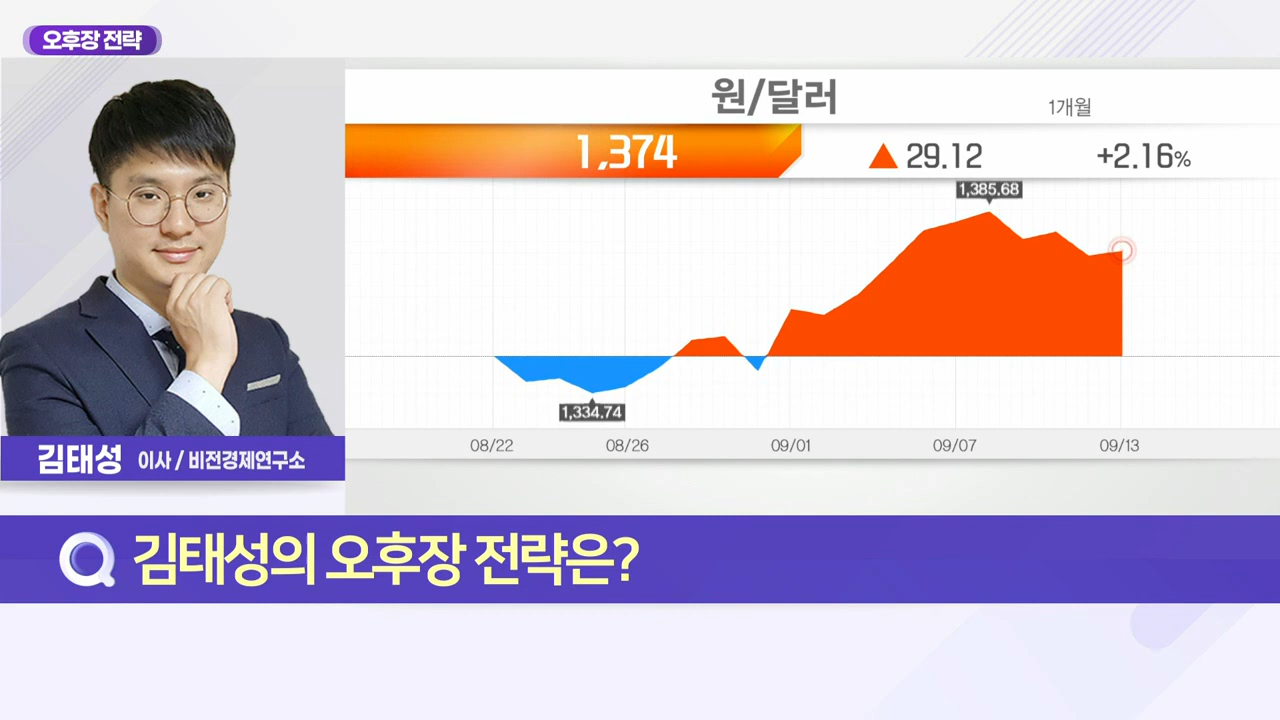 오후장 전략
원/달러
1개월
1,374
▲ 29.12
+2.16%
1,385.68
1,334.74
08/22 08/26 09/01 09/07 09/13
김태성 이사 / 비전경제연구소
김태성의 오후장 전략은?